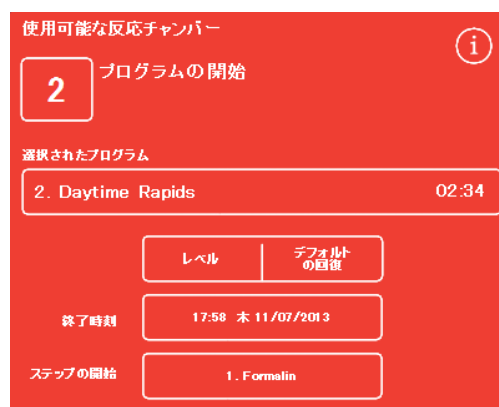 使用可能な反応チャンバー
i
2
プログラムの開始
選択されたプログラム
2. Daytime Rapids 02:34
レベル
デフォルト
の回復
終了時刻
17:58 木 11/07/2013
ステップの開始
1. Formalin